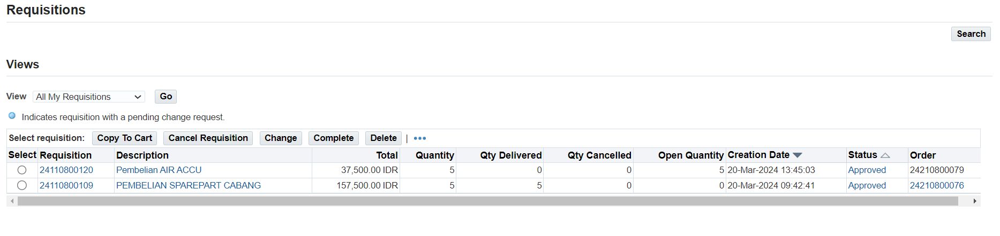 Requisitions
Search
Views
View All My Requisitions Go
Indicates requisition with a pending change request.
Select requisition: Copy To Cart Cancel Requisition Change Complete Delete | •••
Select Requisition Description Total Quantity Qty Delivered Qty Cancelled Open Quantity Creation Date Status Order
24110800120 Pembelian AIR ACCU 37,500.00 IDR 5 0 0 5 20-Mar-2024 13:45:03 Approved 24210800079
24110800109 PEMBELIAN SPAREPART CABANG 157,500.00 IDR 5 5 0 0 20-Mar-2024 09:42:41 Approved 24210800076